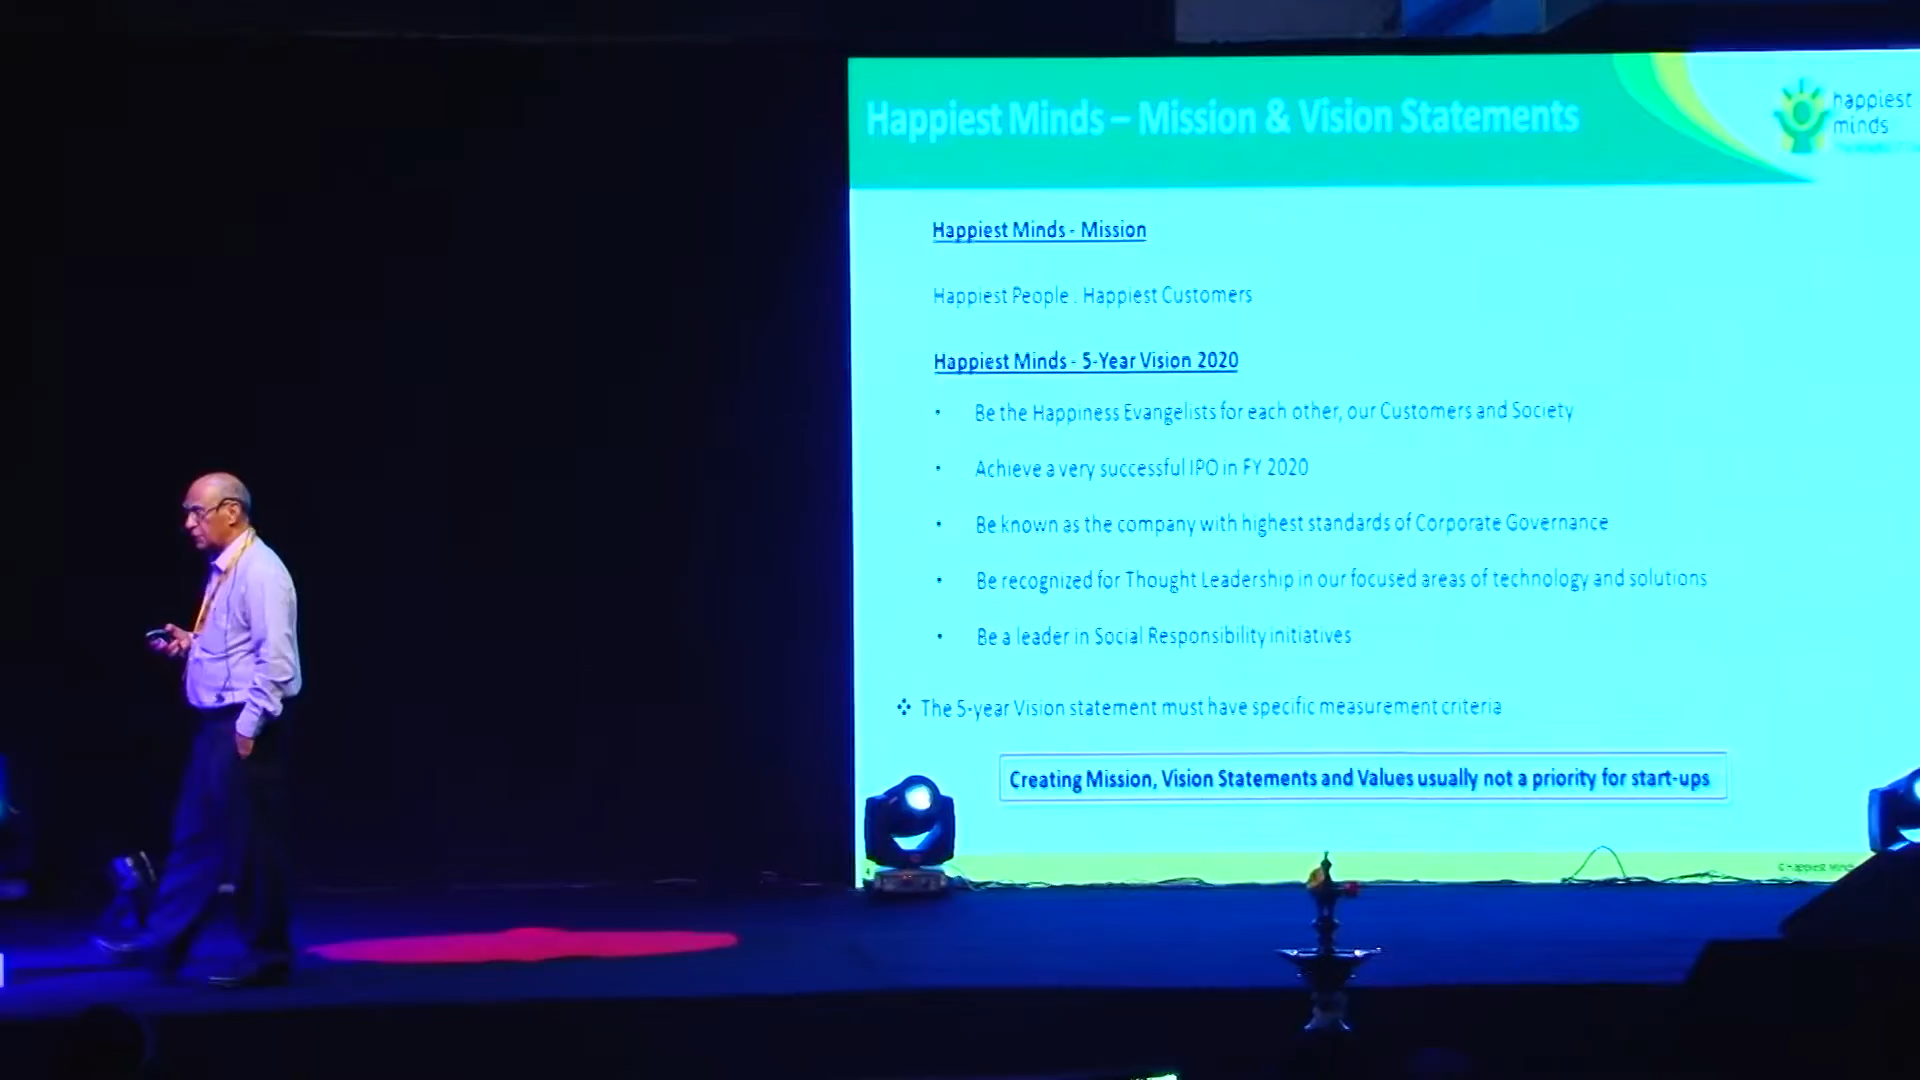 Happiest Minds – Mission & Vision Statements
happiest
minds
Happiest Minds - Mission
Happiest People . Happiest Customers
Happiest Minds - 5-Year Vision 2020
• Be the Happiness Evangelists for each other, our Customers and Society
• Achieve a very successful IPO in FY 2020
• Be known as the company with highest standards of Corporate Governance
• Be recognized for Thought Leadership in our focused areas of technology and solutions
• Be a leader in Social Responsibility initiatives
❖ The 5-year Vision statement must have specific measurement criteria
Creating Mission, Vision Statements and Values usually not a priority for start-ups
4
© Happiest Minds